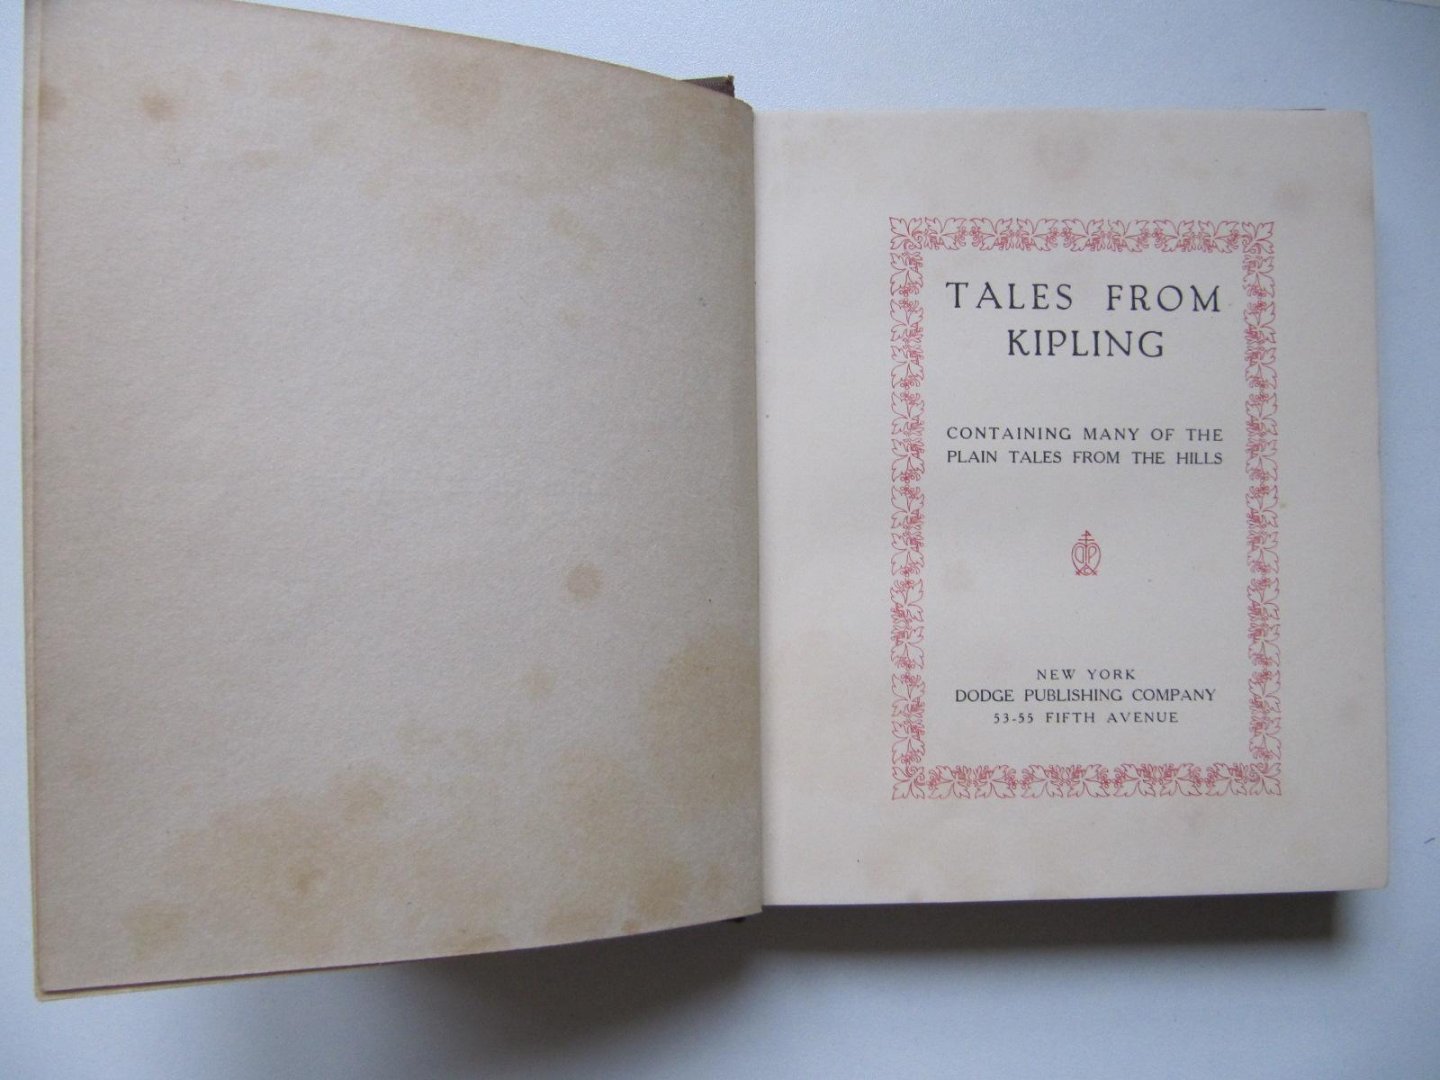 TALES FROM
KIPLING
CONTAINING MANY OF THE
PLAIN TALES FROM THE HILLS
DP
NEW YORK
DODGE PUBLISHING COMPANY
53-55 FIFTH AVENUE